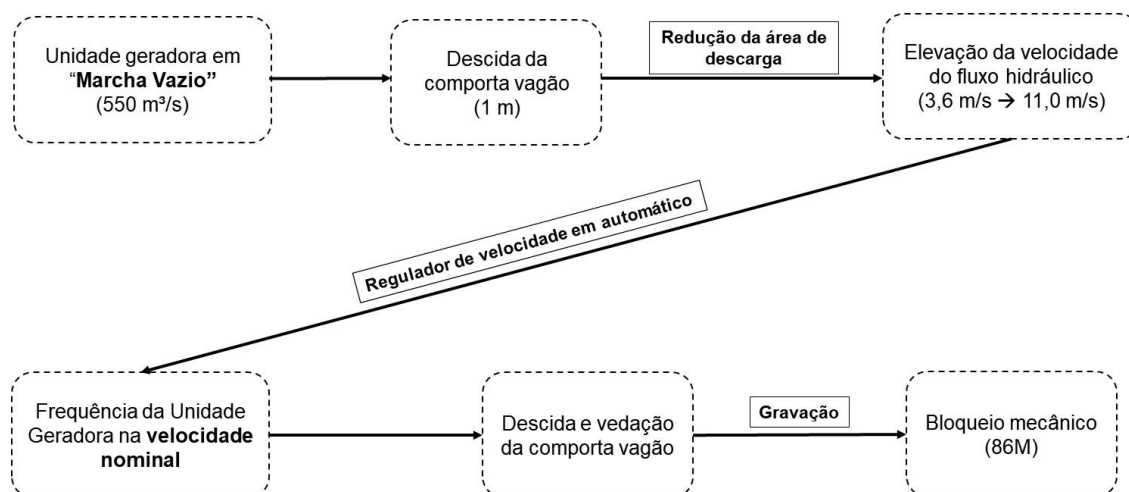 Unidade geradora em
“Marcha Vazio”
(550 m³/s)
Descida da
comporta vagão
(1 m)
Redução da área de
descarga
Elevação da velocidade
do fluxo hidráulico
(3,6 m/s → 11,0 m/s)
Regulador de velocidade em automático
Frequência da Unidade
Geradora na velocidade
nominal
Descida e vedação
da comporta vagão
Gravação
Bloqueio mecânico
(86M)